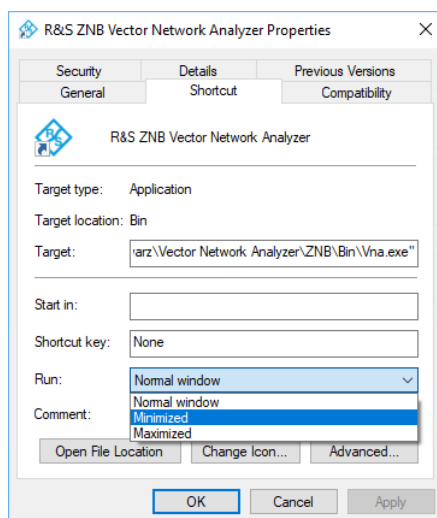 R&S ZNB Vector Network Analyzer Properties
Security Details Previous Versions
General Shortcut Compatibility
R&S ZNB Vector Network Analyzer
Target type: Application
Target location: Bin
Target: arz\Vector Network Analyzer\ZNB\Bin\Vna.exe"
Start in:
Shortcut key: None
Run: Normal window
Normal window
Comment: Minimized
Maximized
Open File Location Change Icon... Advanced...
OK Cancel Apply